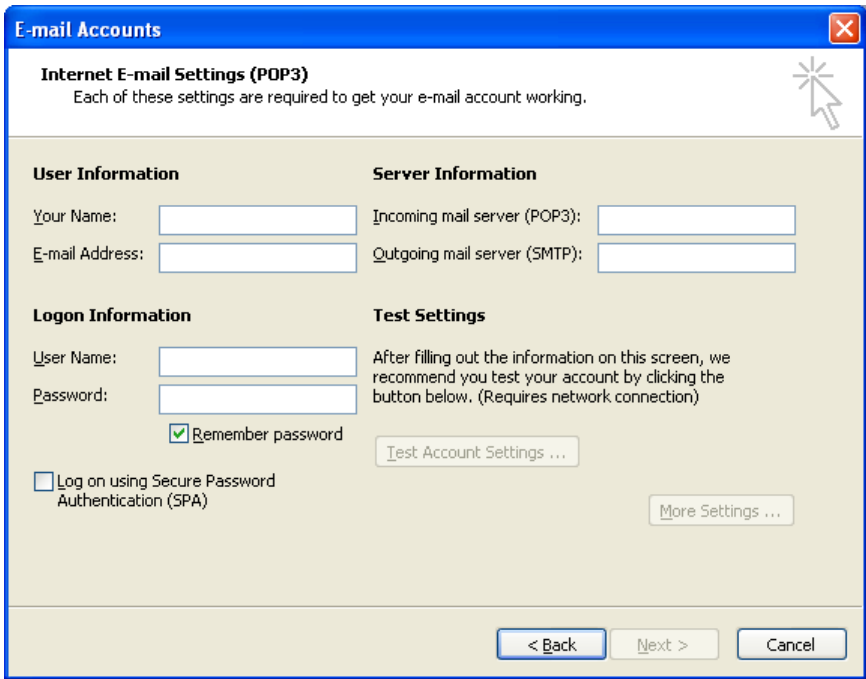 E-mail Accounts
Internet E-mail Settings (POP3)
Each of these settings are required to get your e-mail account working.
User Information
Your Name:
E-mail Address:
Server Information
Incoming mail server (POP3):
Outgoing mail server (SMTP):
Logon Information
User Name:
Password:
Remember password
Log on using Secure Password
Authentication (SPA)
Test Settings
After filling out the information on this screen, we
recommend you test your account by clicking the
button below. (Requires network connection)
Test Account Settings ...
More Settings ...
< Back
Next >
Cancel